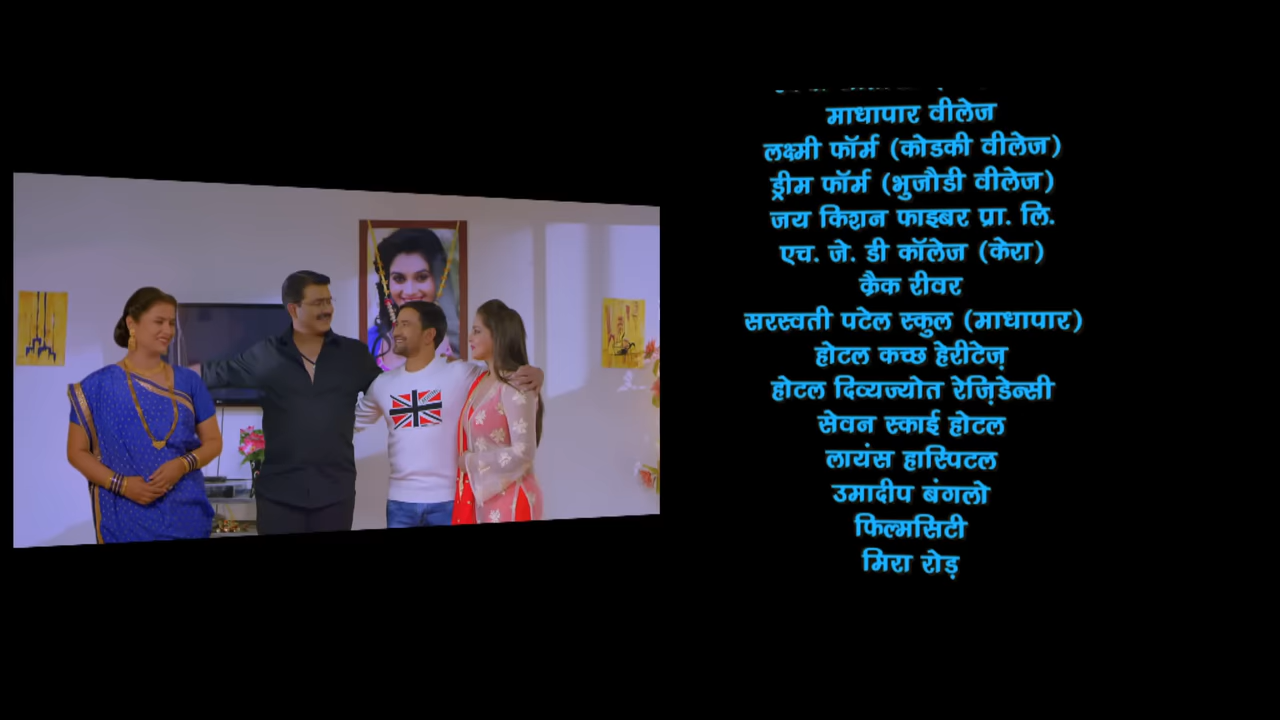 माधापार वीलेज
लक्ष्मी फॉर्म (कोडकी वीलेज)
ड्रीम फॉर्म (भुजौडी वीलेज)
जय किशन फाइबर प्रा. लि.
एच. जे. डी कॉलेज (केरा)
क्रैक रीवर
सरस्वती पटेल स्कुल (माधापार)
होटल कच्छ हेरीटेज़
होटल दिव्यज्योत रेज़िडेन्सी
सेवन स्काई होटल
लायंस हास्पिटल
उमादीप बंगलो
फिल्मसिटी
मिरा रोड़